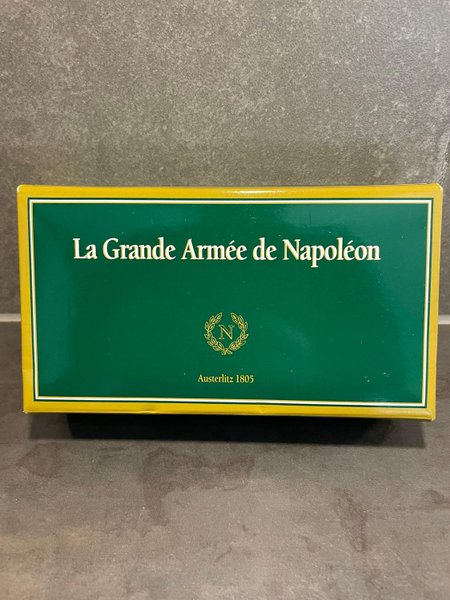 La Grande Armée de Napoléon
N
Austerlitz 1805